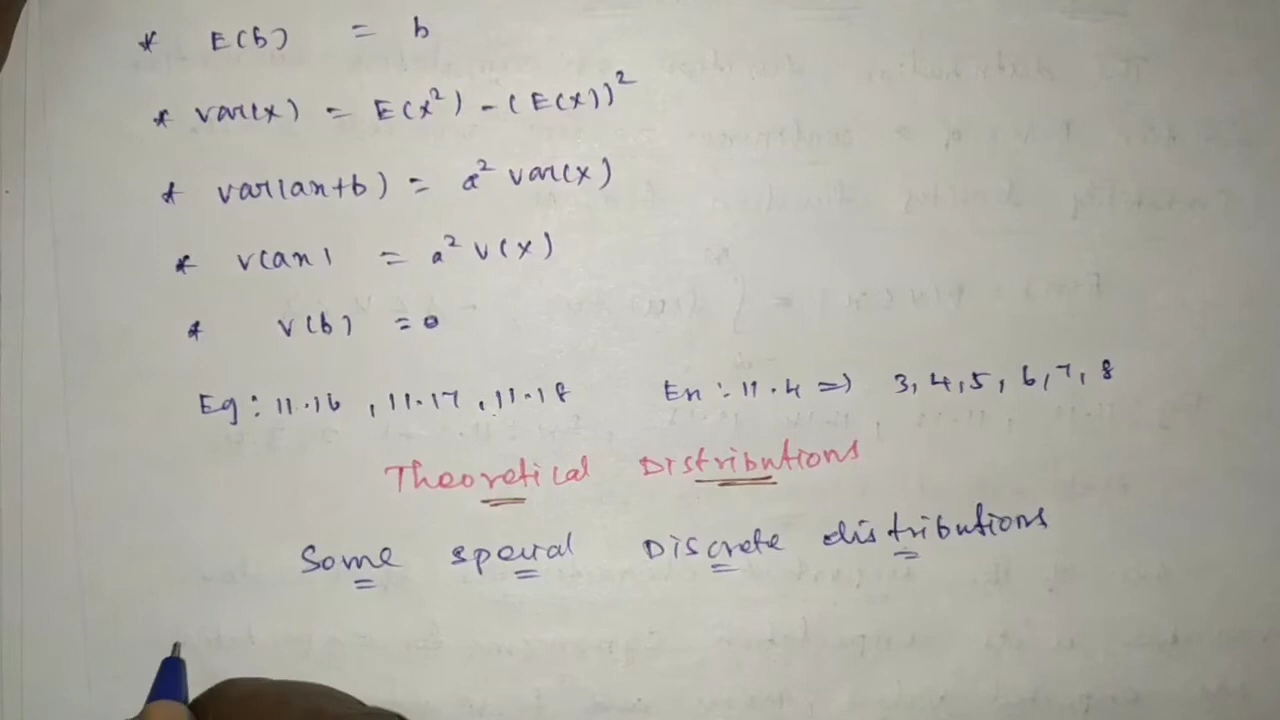 * E(b) = b
* var(x) = E(x²) - (E(x))²
* var(ax+b) = a² var(x)
* v(ax) = a² v(x)
* v(b) = 0
Eg : 11.16, 11.17, 11.18 Ex : 11.4 => 3, 4, 5, 6, 7, 8
Theoretical Distributions
Some special Discrete distributions